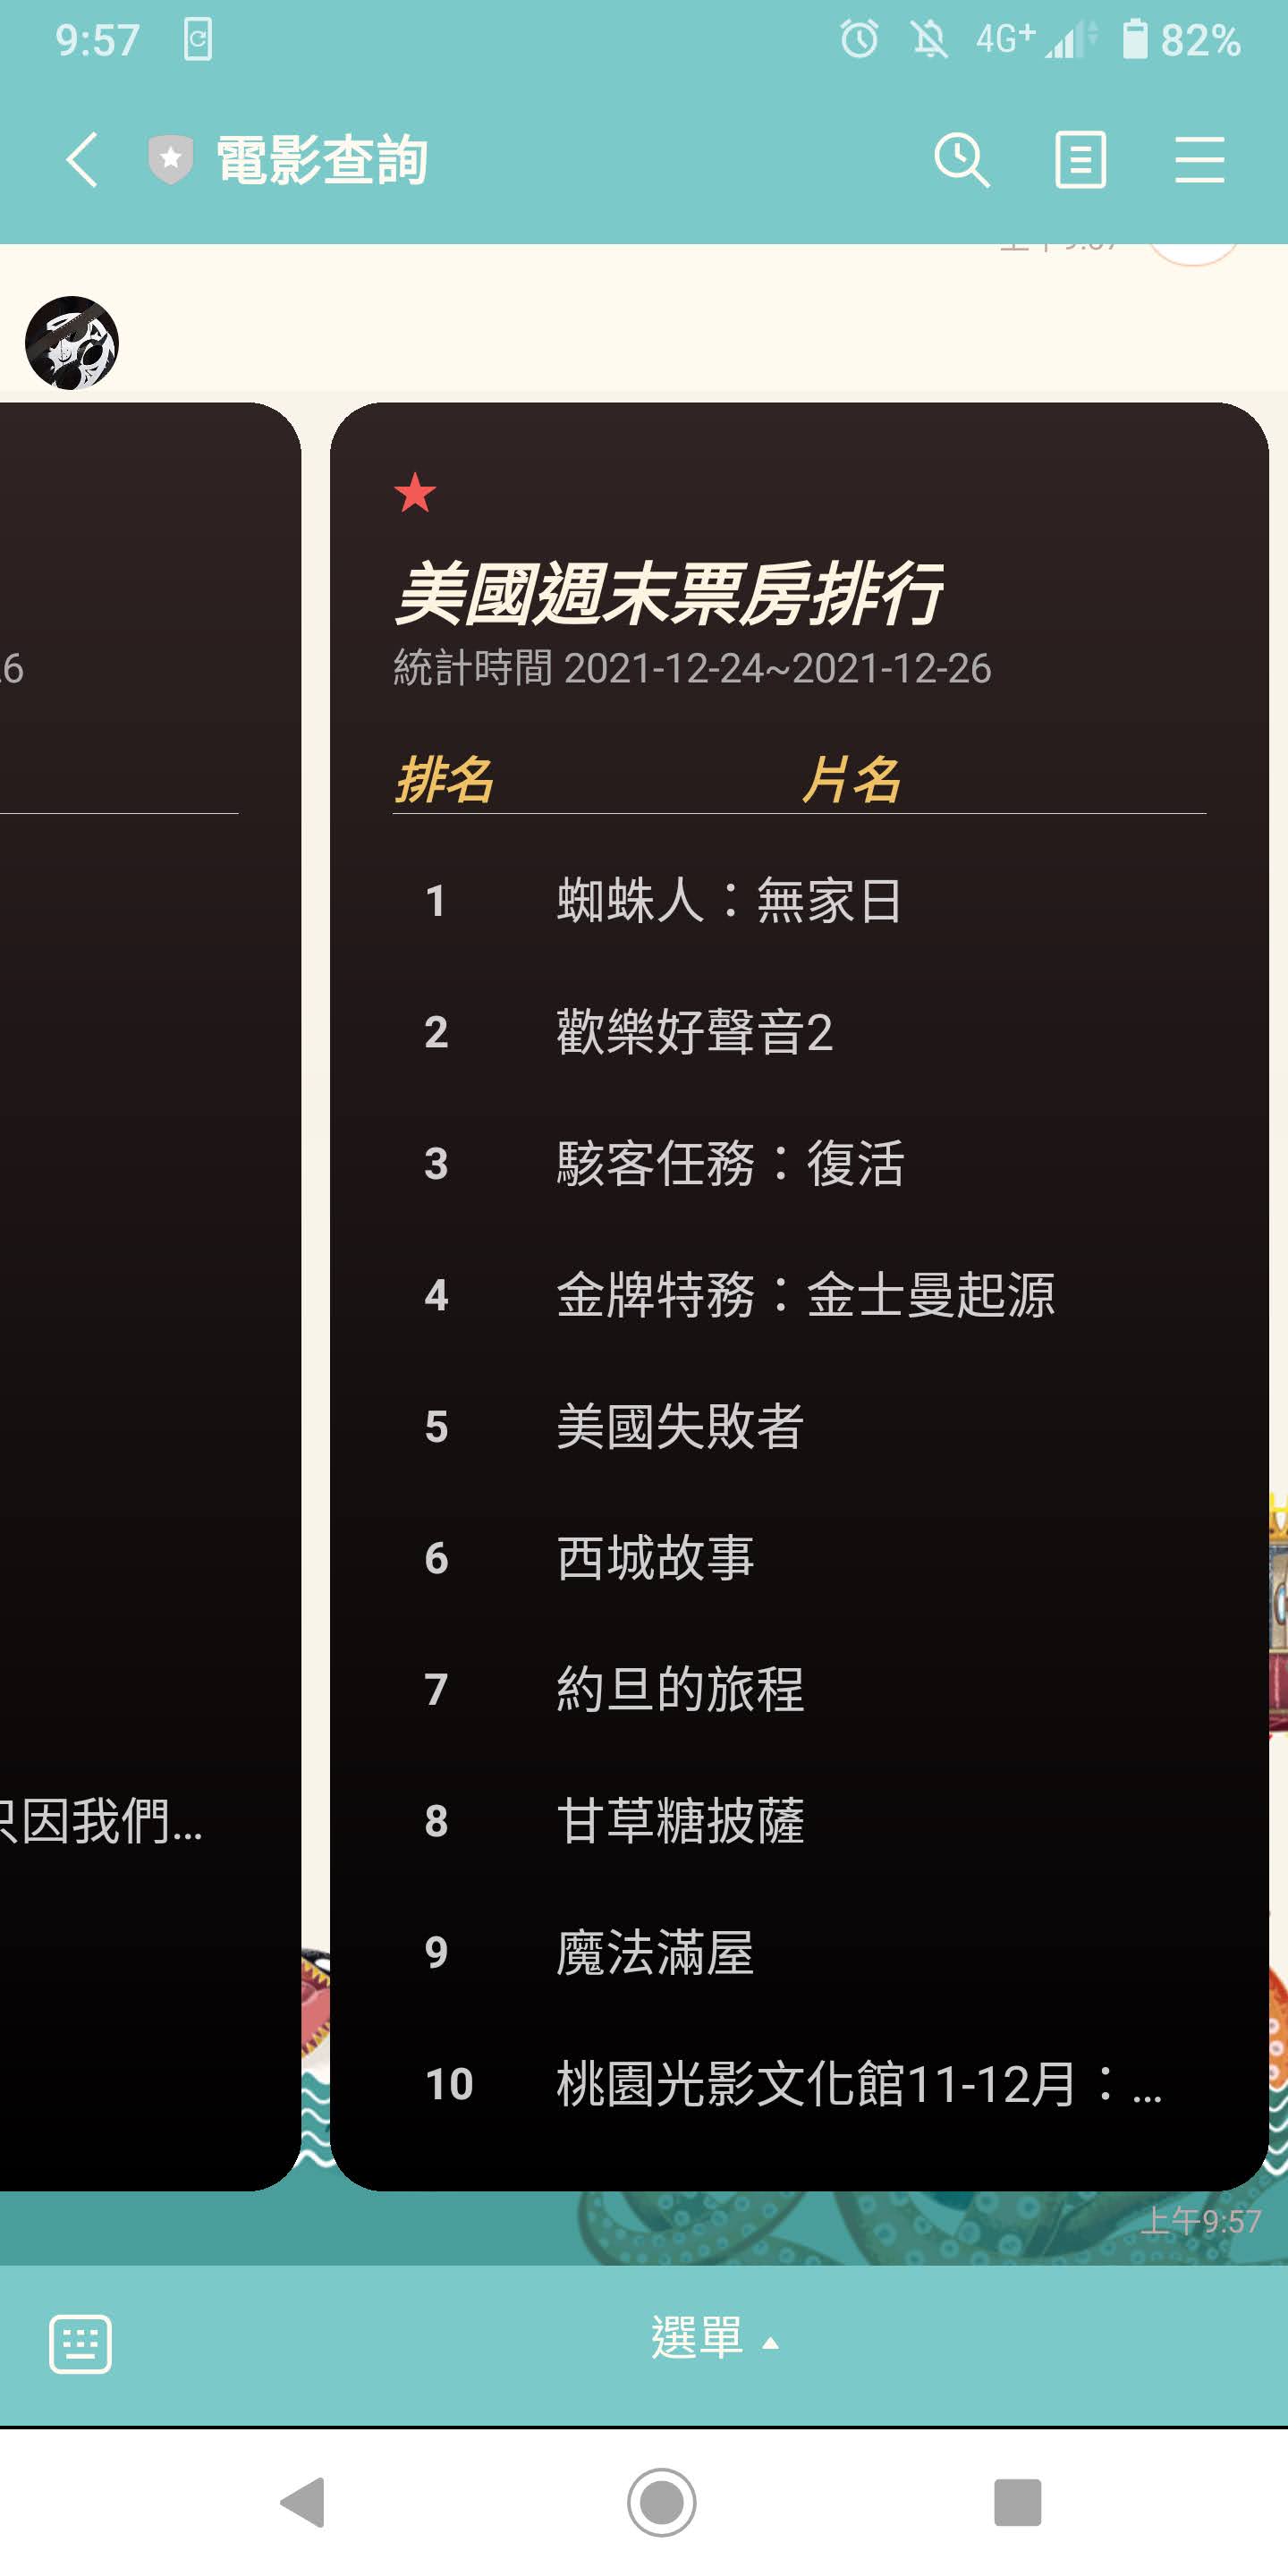 9:57
4G+ 82%
電影查詢
美國週末票房排行
統計時間 2021-12-24~2021-12-26
排名 片名
1 蜘蛛人：無家日
2 歡樂好聲音2
3 駭客任務：復活
4 金牌特務：金士曼起源
5 美國失敗者
6 西城故事
7 約旦的旅程
只因我們...
8 甘草糖披薩
9 魔法滿屋
10 桃園光影文化館11-12月：...
上午9:57
選單